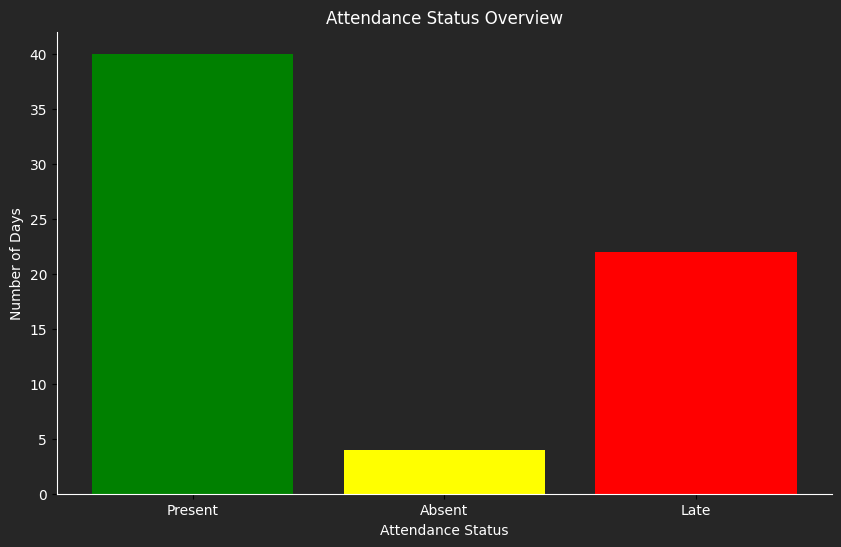 Attendance Status Overview
Number of Days
40
35
30
25
20
15
10
5
0
Present Absent Late
Attendance Status